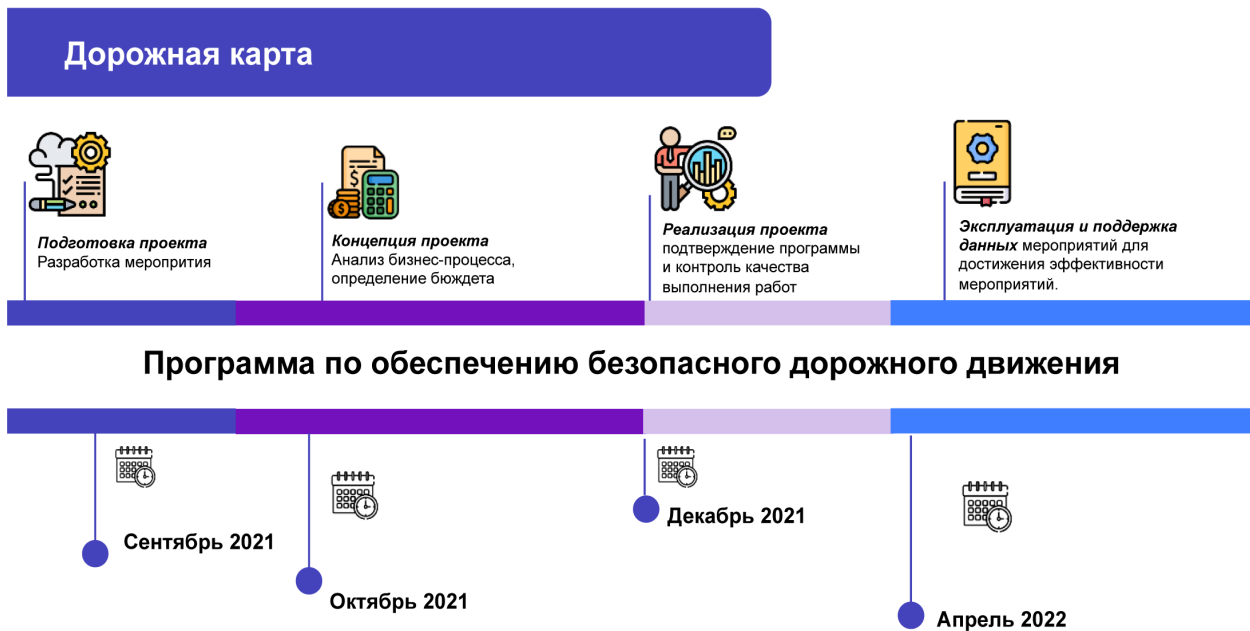 Дорожная карта
Подготовка проекта
Разработка меропрития
Концепция проекта
Анализ бизнес-процесса,
определение бюждета
Реализация проекта
подтверждение программы
и контроль качества
выполнения работ
Эксплуатация и поддержка
данных мероприятий для
достижения эффективности
мероприятий.
Программа по обеспечению безопасного дорожного движения
Сентябрь 2021
Октябрь 2021
Декабрь 2021
Апрель 2022